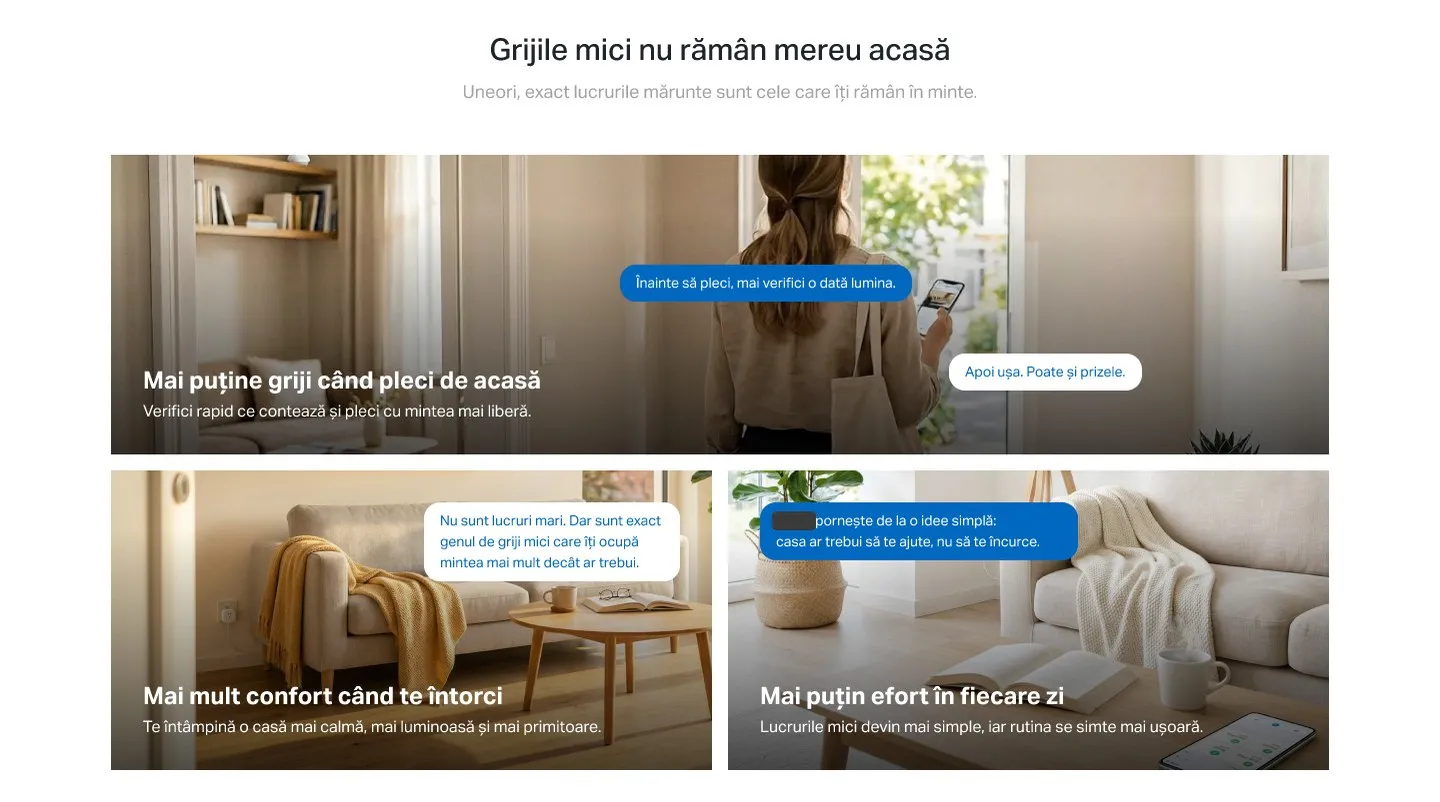 Grijile mici nu rămân mereu acasă
Uneori, exact lucrurile mărunte sunt cele care îți rămân în minte.
Înainte să pleci, mai verifici o dată lumina.
Apoi ușa. Poate și prizele.
Mai puține griji când pleci de acasă
Verifici rapid ce contează și pleci cu mintea mai liberă.
Nu sunt lucruri mari. Dar sunt exact
genul de griji mici care îți ocupă
mintea mai mult decât ar trebui.
Mai mult confort când te întorci
Te întâmpină o casă mai calmă, mai luminoasă și mai primitoare.
pornește de la o idee simplă:
casa ar trebui să te ajute, nu să te încurce.
Mai puțin efort în fiecare zi
Lucrurile mici devin mai simple, iar rutina se simte mai ușoară.